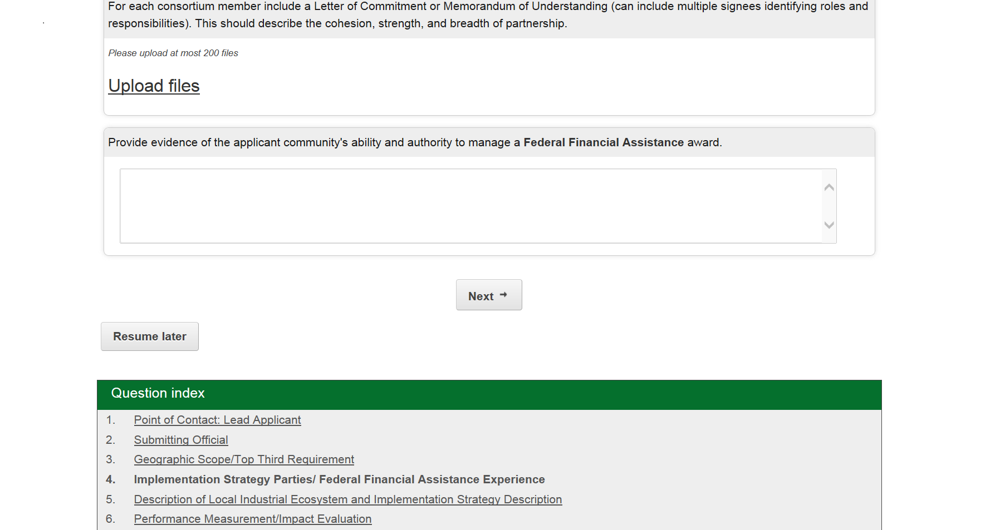 For each consortium member include a Letter of Commitment or Memorandum of Understanding (can include multiple signees identifying roles and
responsibilities). This should describe the cohesion, strength, and breadth of partnership.
Please upload at most 200 files
Upload files
Provide evidence of the applicant community's ability and authority to manage a Federal Financial Assistance award.
Next ➞
Resume later
Question index
1. Point of Contact: Lead Applicant
2. Submitting Official
3. Geographic Scope/Top Third Requirement
4. Implementation Strategy Parties/ Federal Financial Assistance Experience
5. Description of Local Industrial Ecosystem and Implementation Strategy Description
6. Performance Measurement/Impact Evaluation